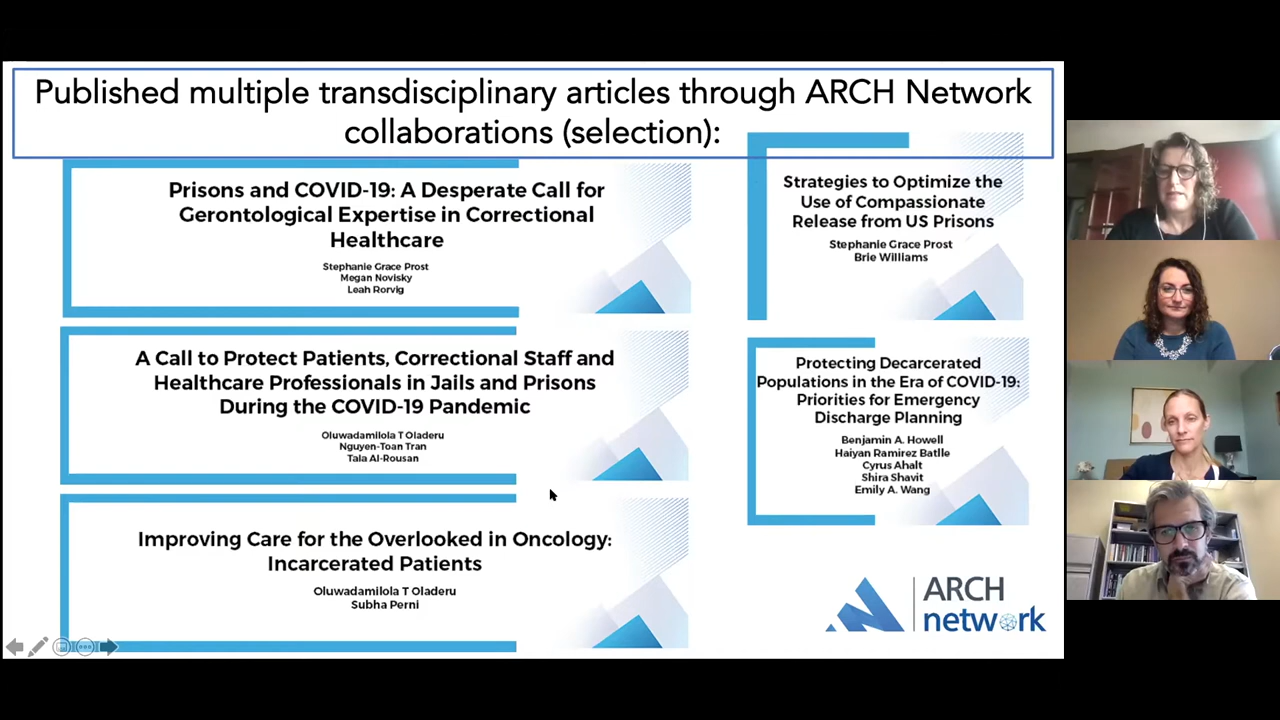 Published multiple transdisciplinary articles through ARCH Network
collaborations (selection):
Prisons and COVID-19: A Desperate Call for
Gerontological Expertise in Correctional
Healthcare
Stephanie Grace Prost
Megan Novisky
Leah Rorvig
A Call to Protect Patients, Correctional Staff and
Healthcare Professionals in Jails and Prisons
During the COVID-19 Pandemic
Oluwadamilola T Oladeru
Nguyen-Toan Tran
Tala Al-Rousan
Improving Care for the Overlooked in Oncology:
Incarcerated Patients
Oluwadamilola T Oladeru
Subha Perni
Strategies to Optimize the
Use of Compassionate
Release from US Prisons
Stephanie Grace Prost
Brie Williams
Protecting Decarcerated
Populations in the Era of COVID-19:
Priorities for Emergency
Discharge Planning
Benjamin A. Howell
Haiyan Ramirez Batlle
Cyrus Ahalt
Shira Shavit
Emily A. Wang
ARCH
network